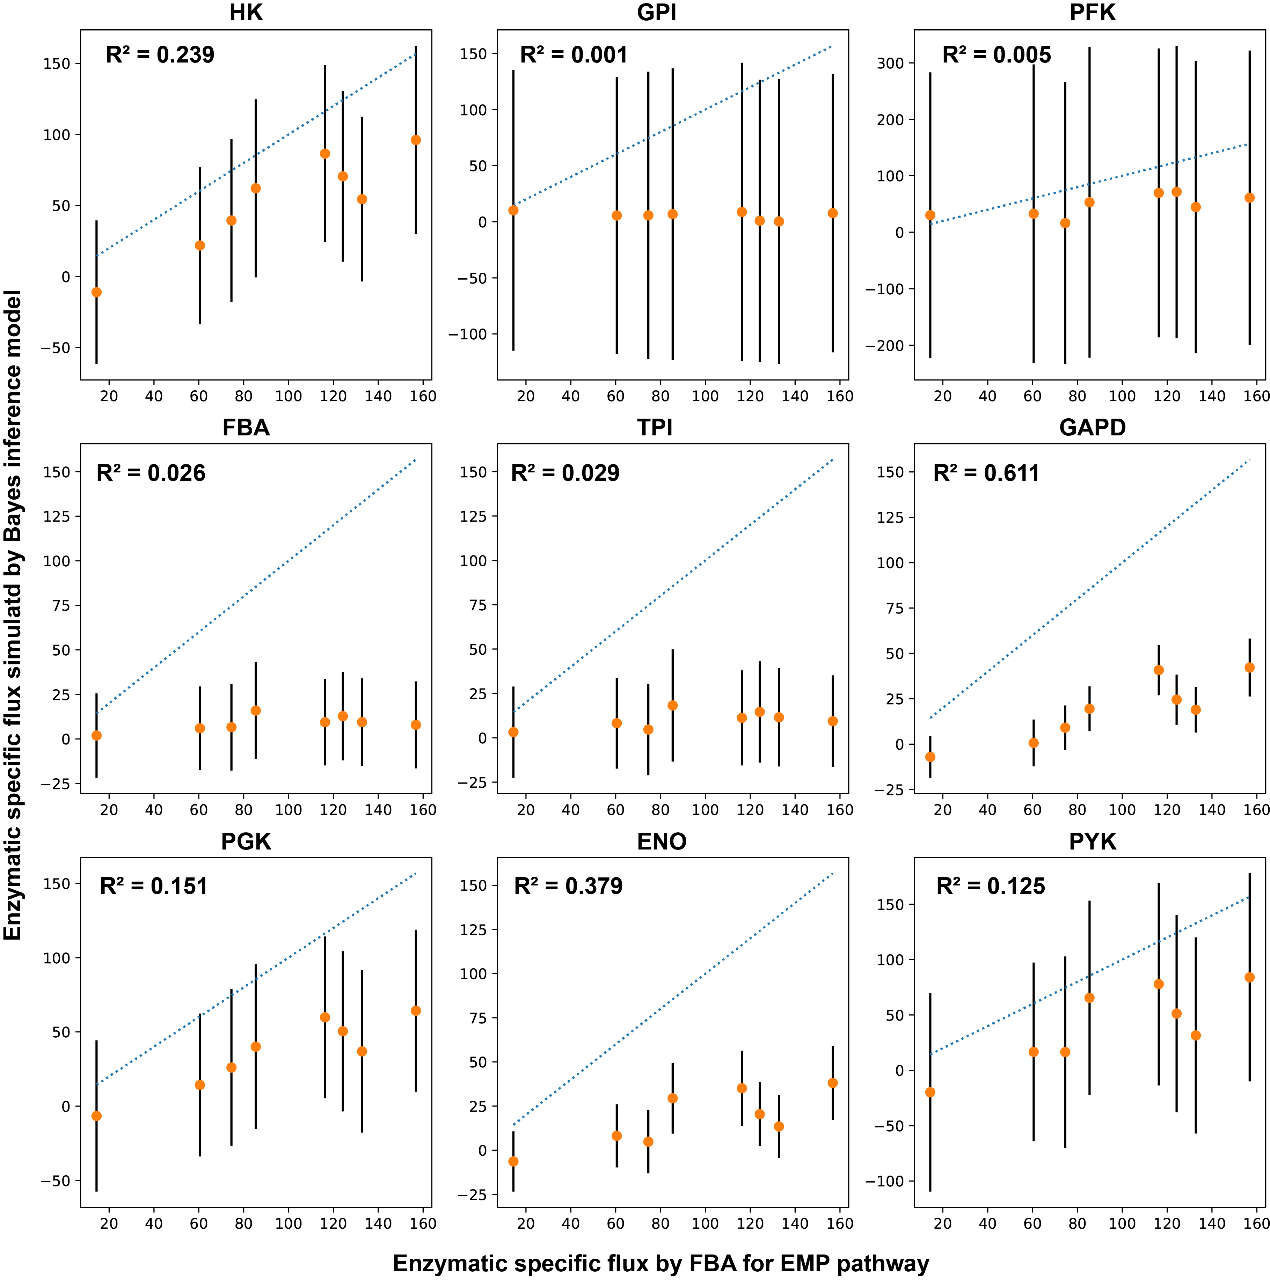 HK
R² = 0.239
150
100
50
0
−50
20 40 60 80 100 120 140 160
GPI
R² = 0.001
150
100
50
0
−50
−100
20 40 60 80 100 120 140 160
PFK
R² = 0.005
300
200
100
0
−100
−200
20 40 60 80 100 120 140 160
FBA
R² = 0.026
150
125
100
75
50
25
0
−25
20 40 60 80 100 120 140 160
TPI
R² = 0.029
150
125
100
75
50
25
0
−25
20 40 60 80 100 120 140 160
GAPD
R² = 0.611
150
125
100
75
50
25
0
−25
20 40 60 80 100 120 140 160
PGK
R² = 0.151
150
100
50
0
−50
20 40 60 80 100 120 140 160
ENO
R² = 0.379
150
125
100
75
50
25
0
−25
20 40 60 80 100 120 140 160
PYK
R² = 0.125
150
100
50
0
−50
−100
20 40 60 80 100 120 140 160
Enzymatic specific flux simulatd by Bayes inference model
Enzymatic specific flux by FBA for EMP pathway